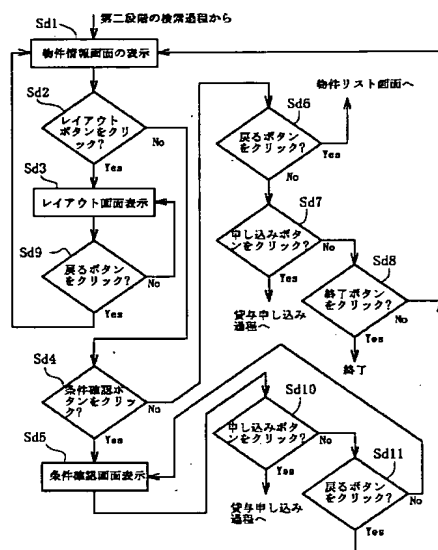 Sd1
第二段階の検索過程から
物件情報画面の表示
Sd2
レイアウト
ボタンをクリ
ック?
No
Yes
Sd3
レイアウト画面表示
Sd9
戻るボタン
をクリック?
No
Yes
Sd4
条件確認ボ
タンをクリッ
ク?
No
Yes
Sd5
条件確認画面表示
Sd6
物件リスト画面へ
戻るボタンを
クリック?
Yes
No
Sd7
申し込みボタ
ンをクリック?
No
Yes
貸与申し込み
過程へ
Sd8
終了ボタン
をクリック?
No
Yes
終了
Sd10
申し込みボタ
ンをクリック?
No
Yes
貸与申し込み
過程へ
Sd11
戻るボタン
をクリック?
No
Yes